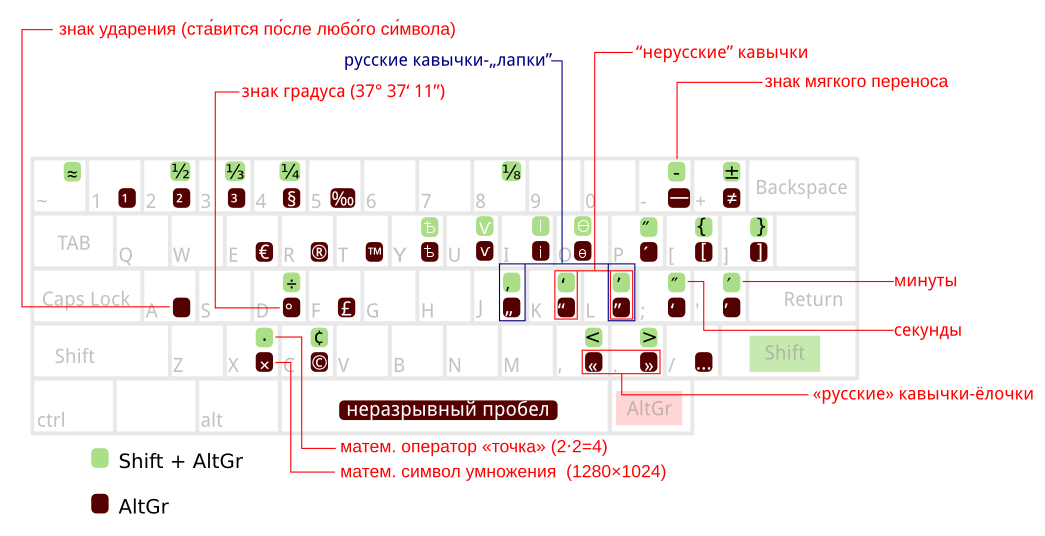 знак ударения (ста́вится по́сле любо́го си́мвола)
русские кавычки-„лапки”
“нерусские” кавычки
знак мягкого переноса
знак градуса (37° 37′ 11″)
≈ ½ ⅓ ¼ ⅛ - ±
~ 1 ¹ 2 ² 3 ³ 4 § 5 ‰ 6 7 8 9 0 - — + ≠ Backspace
ѣ ѵ і ѳ ″ { }
TAB Q W E € R ® T ™ Y ѣ U ѵ I і O ѳ P ´ [ [ ] ]
÷ ‚ ‘ ’ ″ ′
Caps Lock A S D ° F £ G H J „ K “ L ” ; ‘ ' ’ Return
минуты
· ¢ < >
секунды
Shift Z X × C © V B N M , « . » / … Shift
«русские» кавычки-ёлочки
ctrl alt неразрывный пробел AltGr
матем. оператор «точка» (2·2=4)
матем. символ умножения (1280×1024)
Shift + AltGr
AltGr